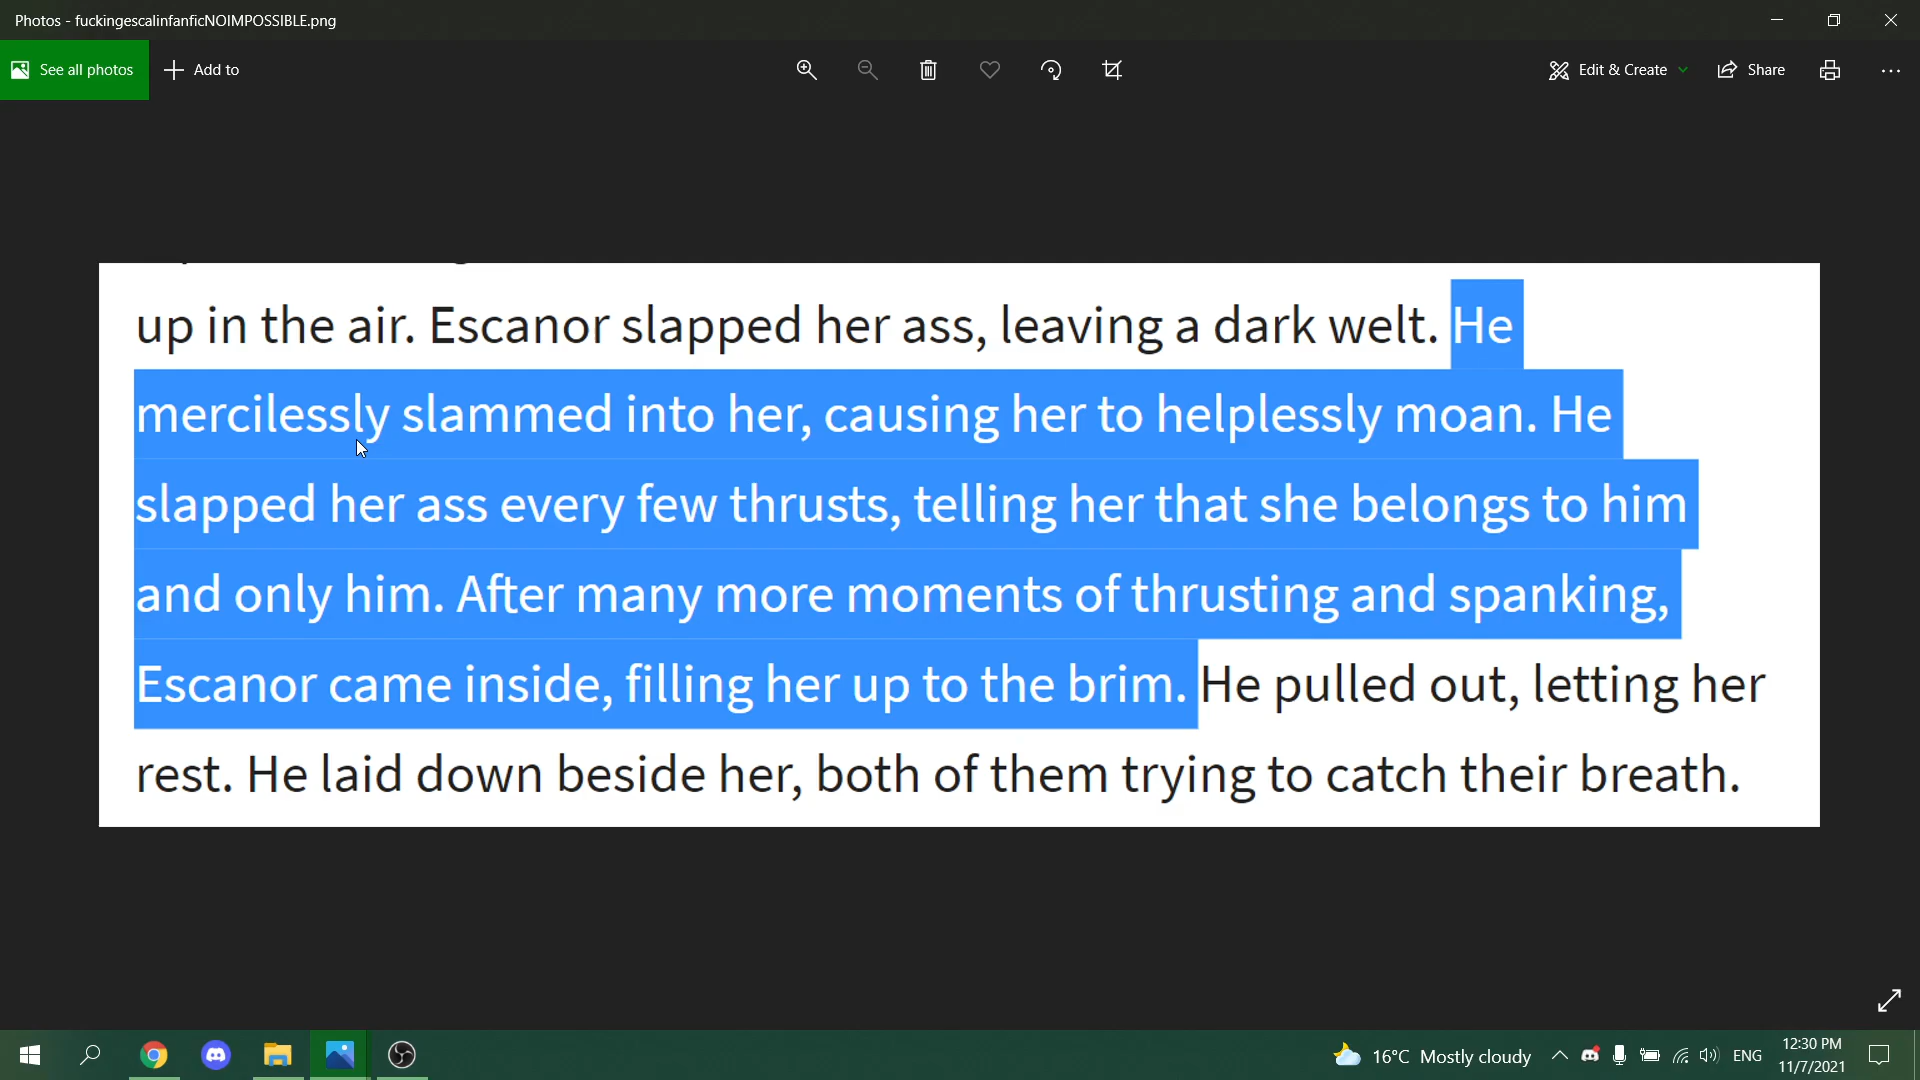 Photos - fuckingescalinfanficNOIMPOSSIBLE.png
See all photos
Add to
Edit & Create
Share
up in the air. Escanor slapped her ass, leaving a dark welt. He
mercilessly slammed into her, causing her to helplessly moan. He
slapped her ass every few thrusts, telling her that she belongs to him
and only him. After many more moments of thrusting and spanking,
Escanor came inside, filling her up to the brim. He pulled out, letting her
rest. He laid down beside her, both of them trying to catch their breath.
16°C Mostly cloudy
ENG
12:30 PM
11/7/2021